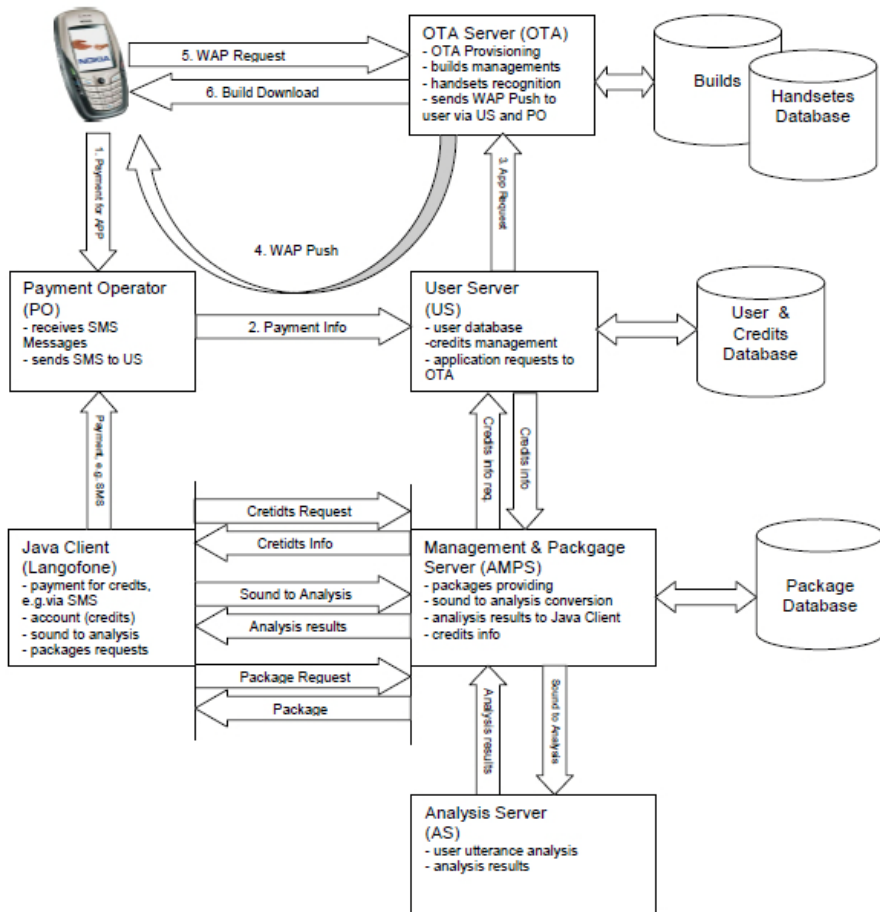 NOKIA
5. WAP Request
6. Build Download
OTA Server (OTA)
- OTA Provisioning
- builds managements
- handsets recognition
- sends WAP Push to
user via US and PO
Builds
Handsetes
Database
1. Payment for APP
4. WAP Push
3. App Request
Payment Operator
(PO)
- receives SMS
Messages
- sends SMS to US
2. Payment Info
User Server
(US)
- user database
-credits management
- application requests to
OTA
User &
Credits
Database
Payment, e.g. SMS
Credits info req.
Credits info
Cretidts Request
Cretidts Info
Java Client
(Langofone)
- payment for credts,
e.g.via SMS
- account (credits)
- sound to analysis
- packages requests
Sound to Analysis
Analysis results
Package Request
Package
Management & Packgage
Server (AMPS)
- packages providing
- sound to analysis conversion
- analisis results to Java Client
- credits info
Package
Database
Analysis results
Sound to Analysis
Analysis Server
(AS)
- user utterance analysis
- analysis results